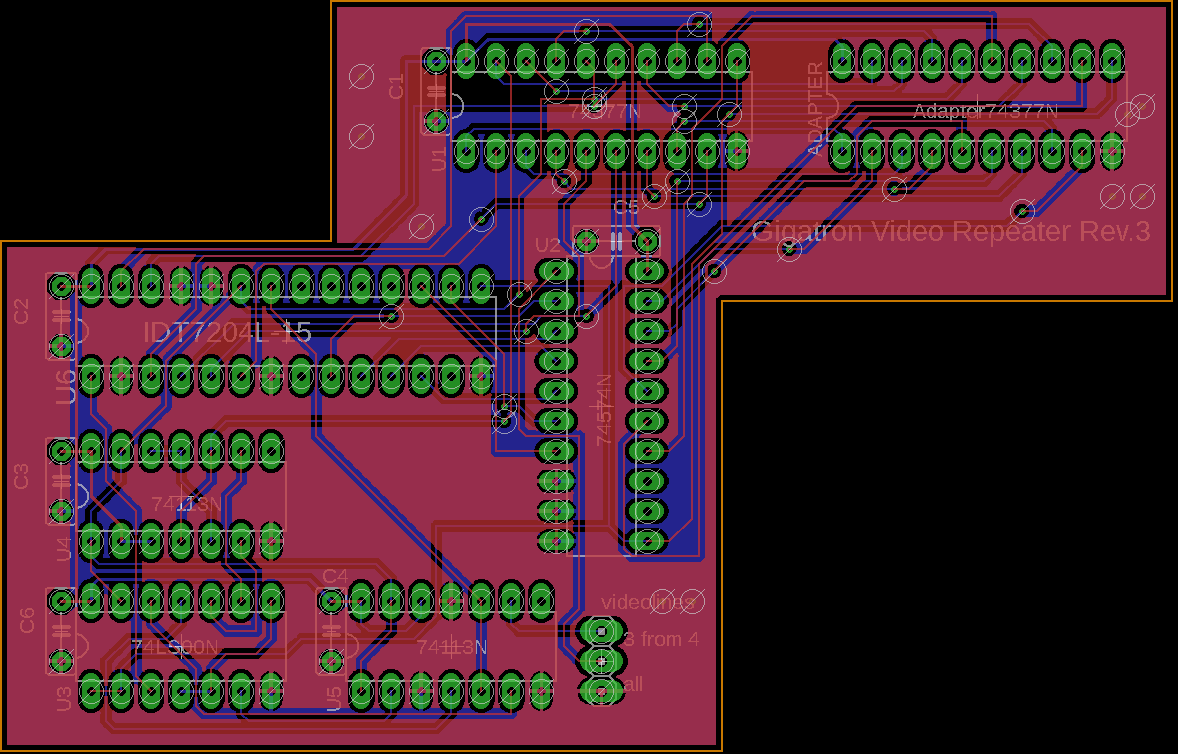 C1
ADAPTER
74377N
Adapter74377N
U1
C5
U2
Gigatron Video Repeater Rev.3
C2
IDT7204L-15
U6
74574N
C3
74113N
U4
C4
videolines
C6
3 from 4
74LS00N
74113N
all
U3
U5